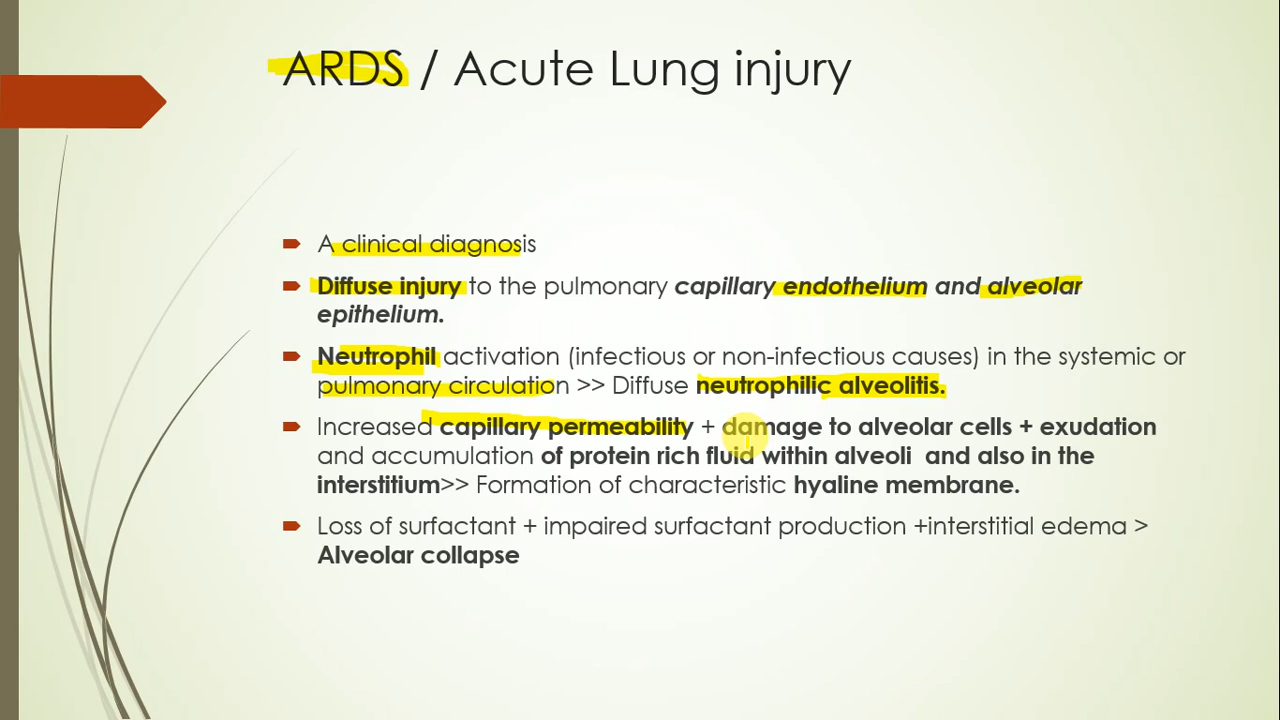 ARDS / Acute Lung injury
A clinical diagnosis
Diffuse injury to the pulmonary capillary endothelium and alveolar
epithelium.
Neutrophil activation (infectious or non-infectious causes) in the systemic or
pulmonary circulation >> Diffuse neutrophilic alveolitis.
Increased capillary permeability + damage to alveolar cells + exudation
and accumulation of protein rich fluid within alveoli and also in the
interstitium>> Formation of characteristic hyaline membrane.
Loss of surfactant + impaired surfactant production +interstitial edema >
Alveolar collapse